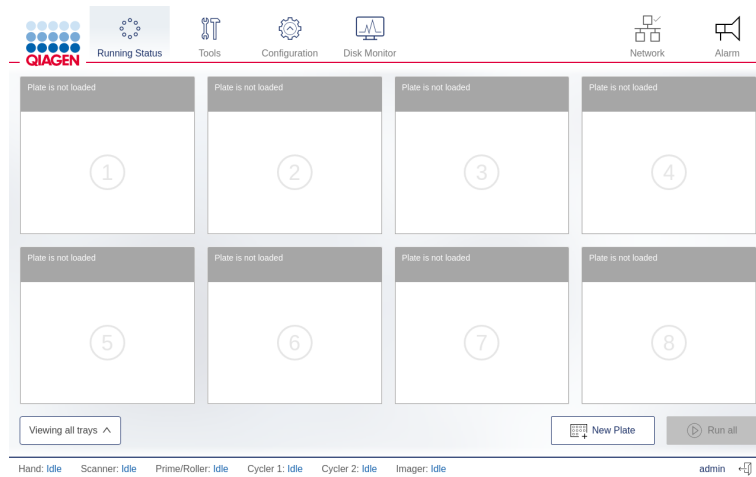 QIAGEN
Running Status
Tools
Configuration
Disk Monitor
Network
Alarm
Plate is not loaded
Plate is not loaded
Plate is not loaded
Plate is not loaded
1
2
3
4
Plate is not loaded
Plate is not loaded
Plate is not loaded
Plate is not loaded
5
6
7
8
Viewing all trays
New Plate
Run all
Hand: Idle
Scanner: Idle
Prime/Roller: Idle
Cycler 1: Idle
Cycler 2: Idle
Imager: Idle
admin